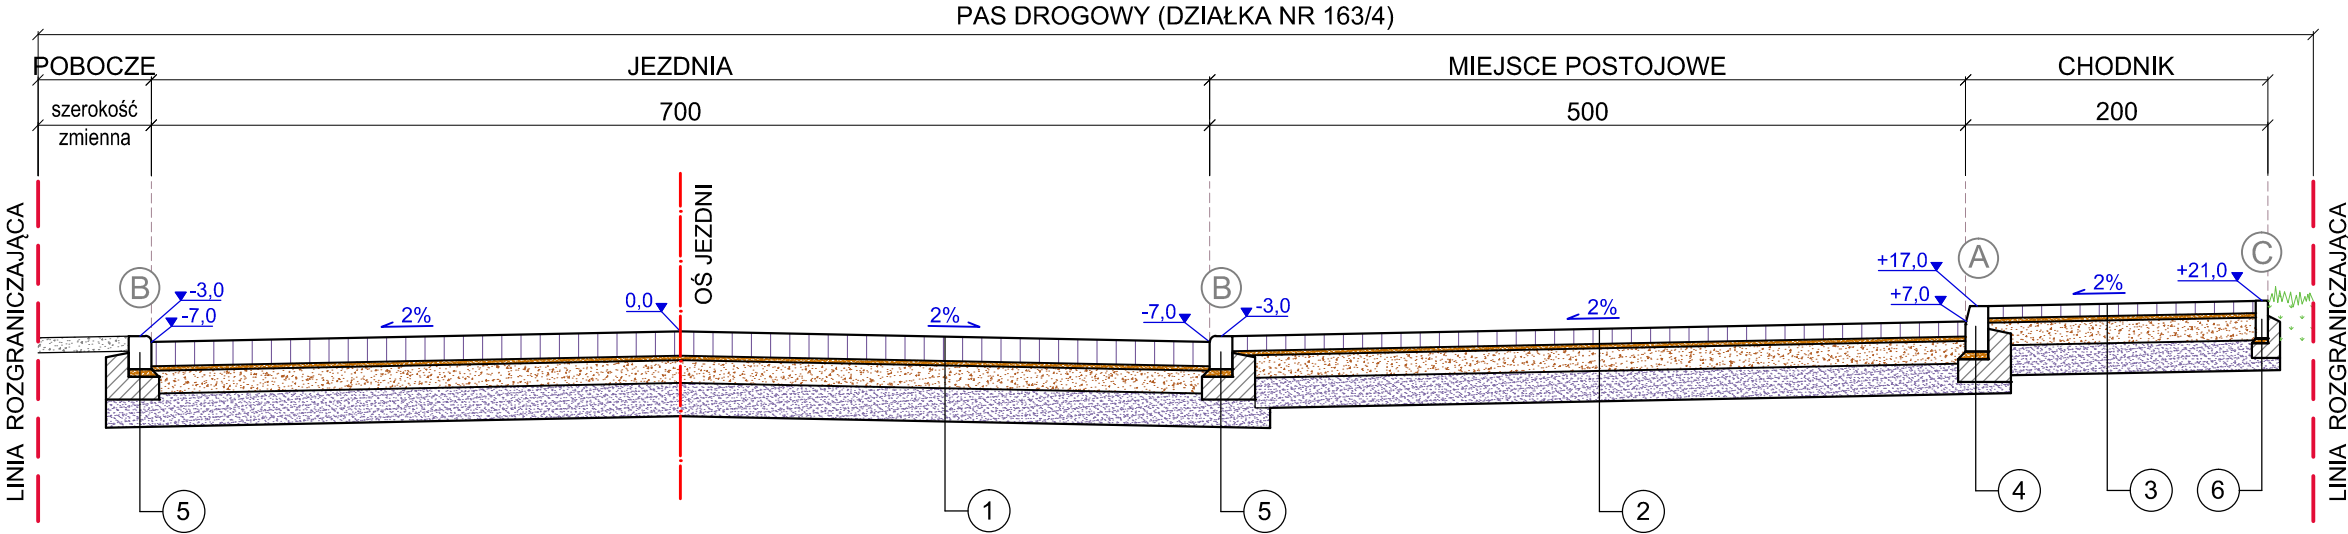 PAS DROGOWY (DZIAŁKA NR 163/4)
POBOCZE
JEZDNIA
MIEJSCE POSTOJOWE
CHODNIK
szerokość
zmienna
700
500
200
LINIA ROZGRANICZAJĄCA
OŚ JEZDNI
LINIA ROZGRANICZAJĄCA
B
-3,0
-7,0
2%
0,0
2%
-7,0
B
-3,0
2%
+17,0
+7,0
A
2%
+21,0
C
5
1
5
2
4
3
6